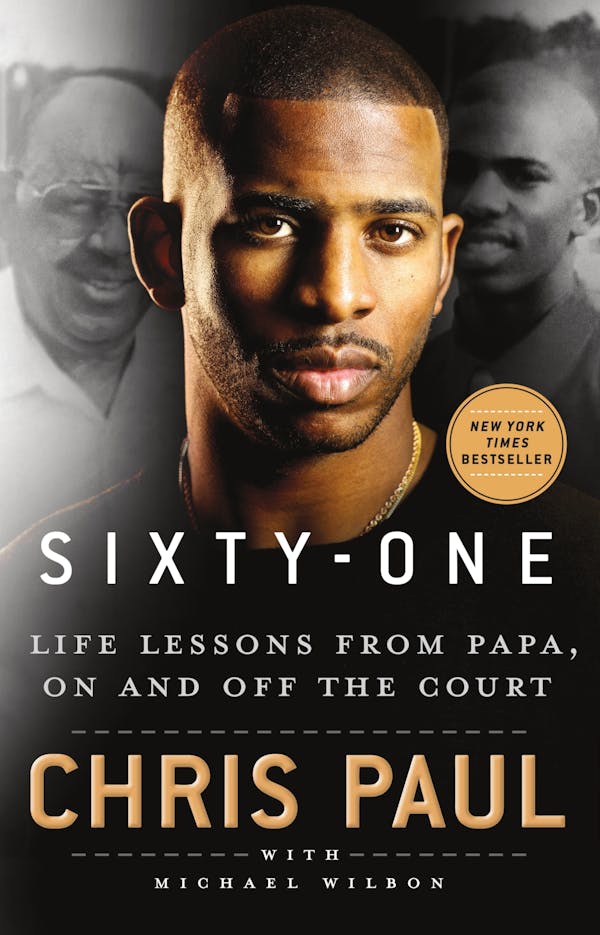 NEW YORK
TIMES
BESTSELLER
SIXTY-ONE
LIFE LESSONS FROM PAPA,
ON AND OFF THE COURT
CHRIS PAUL
WITH
MICHAEL WILBON